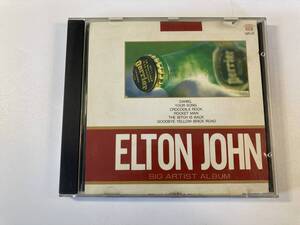 Perrier
DANIEL
YOUR SONG
CROCODILE ROCK
ROCKET MAN
THE BITCH IS BACK
GOODBYE YELLOW BRICK ROAD
ELTON JOHN
BIG ARTIST ALBUM